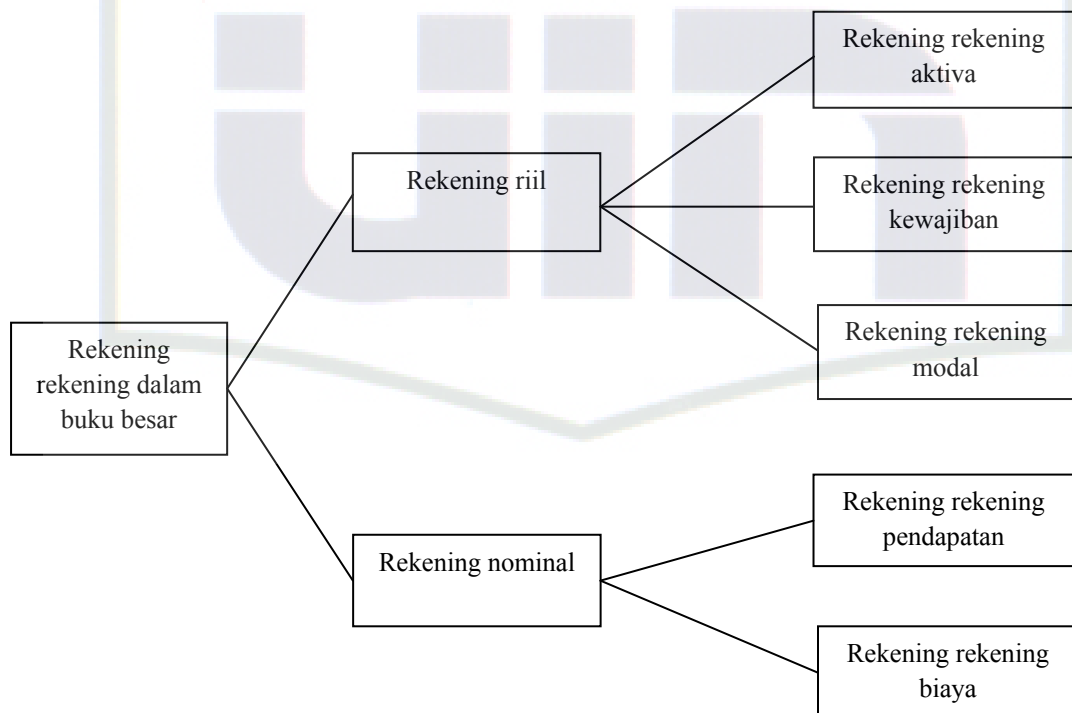 Rekening rekening
aktiva
Rekening riil
Rekening rekening
kewajiban
Rekening rekening
modal
Rekening
rekening dalam
buku besar
Rekening rekening
pendapatan
Rekening nominal
Rekening rekening
biaya
uin